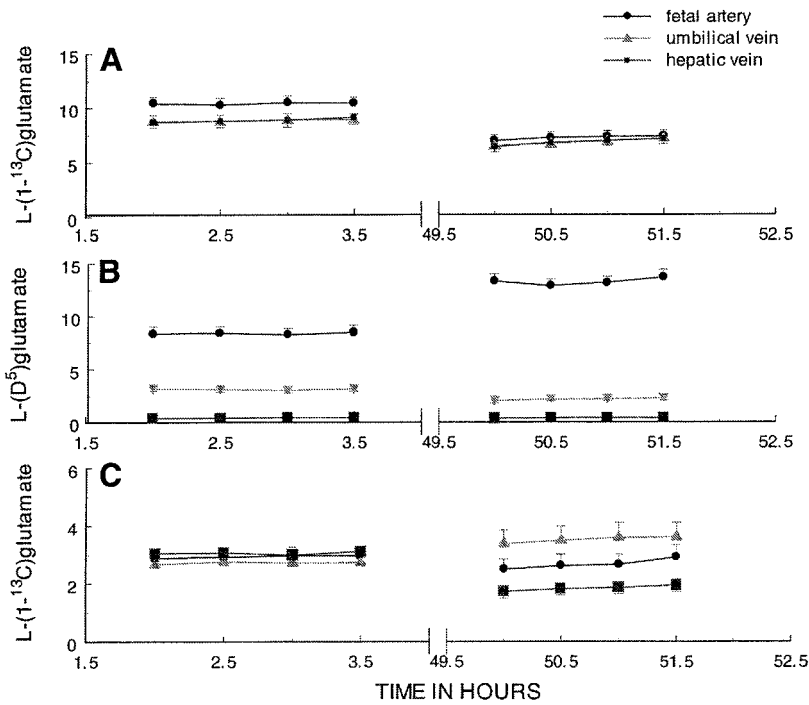 fetal artery
umbilical vein
hepatic vein
A
L-(1-¹³C)glutamate
15
10
5
0
1.5 2.5 3.5 49.5 50.5 51.5 52.5
B
L-(D⁵)glutamate
15
10
5
0
1.5 2.5 3.5 49.5 50.5 51.5 52.5
C
L-(1-¹³C)glutamate
6
4
2
0
1.5 2.5 3.5 49.5 50.5 51.5 52.5
TIME IN HOURS